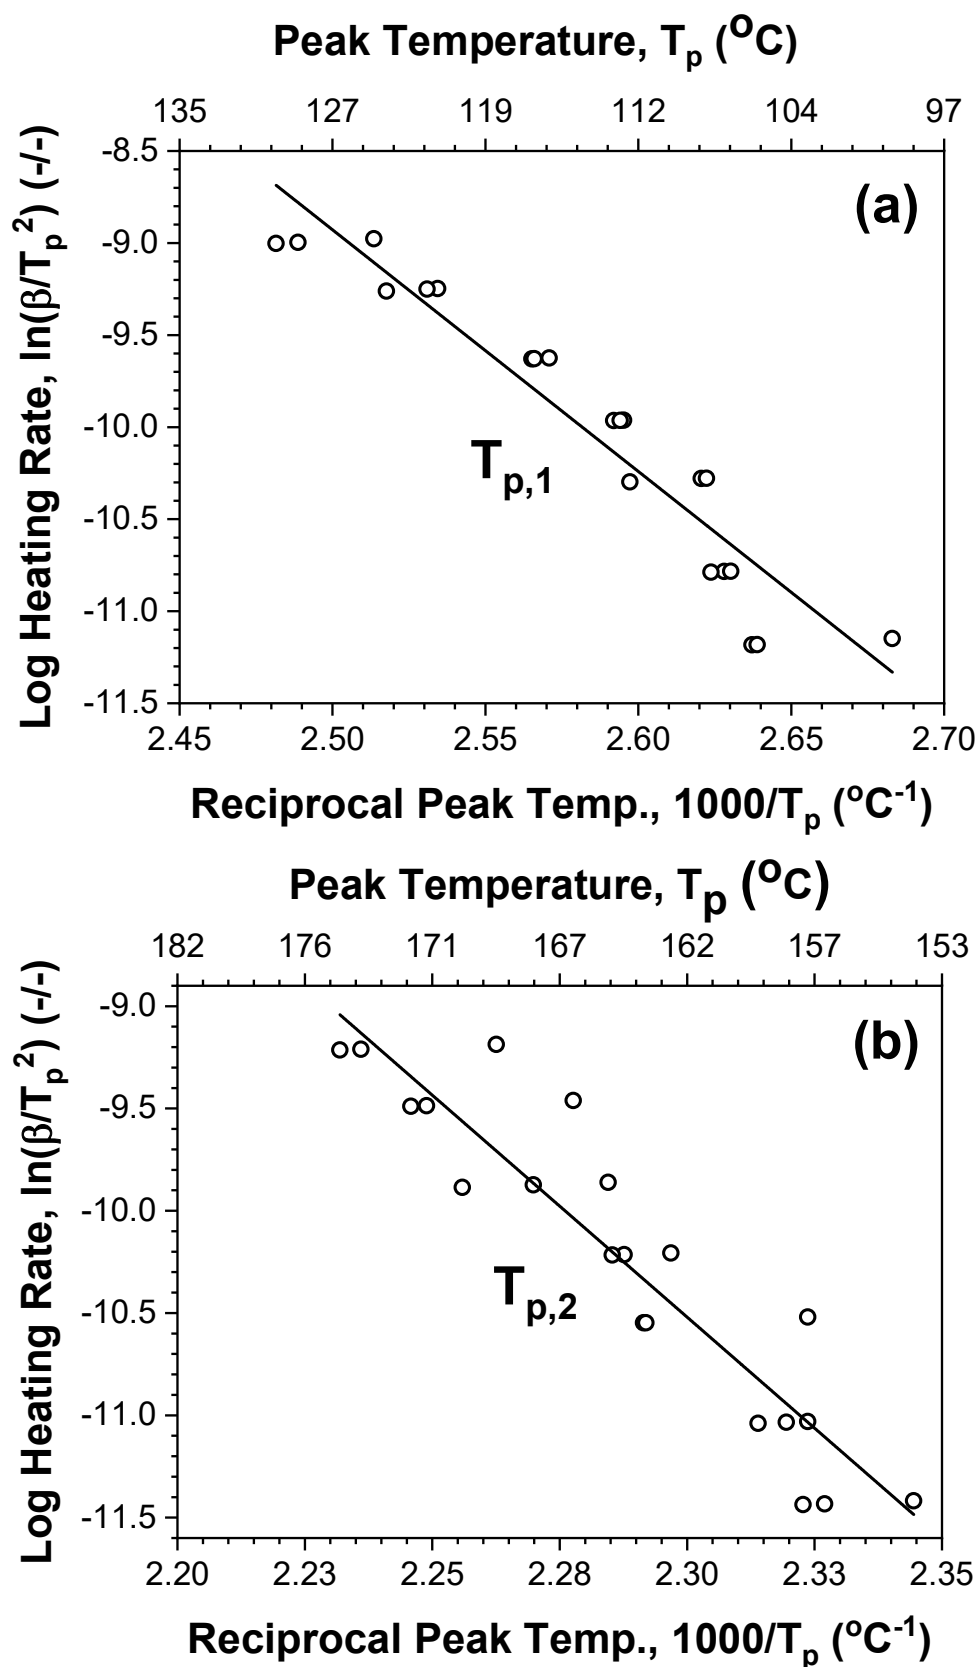 Peak Temperature, Tp (oC)
135 127 119 112 104 97
Log Heating Rate, ln(β/Tp2) (-/-)
-8.5
(a)
-9.0
-9.5
-10.0
Tp,1
-10.5
-11.0
-11.5
2.45 2.50 2.55 2.60 2.65 2.70
Reciprocal Peak Temp., 1000/Tp (oC-1)
Peak Temperature, Tp (oC)
182 176 171 167 162 157 153
Log Heating Rate, ln(β/Tp2) (-/-)
-9.0
(b)
-9.5
-10.0
Tp,2
-10.5
-11.0
-11.5
2.20 2.23 2.25 2.28 2.30 2.33 2.35
Reciprocal Peak Temp., 1000/Tp (oC-1)